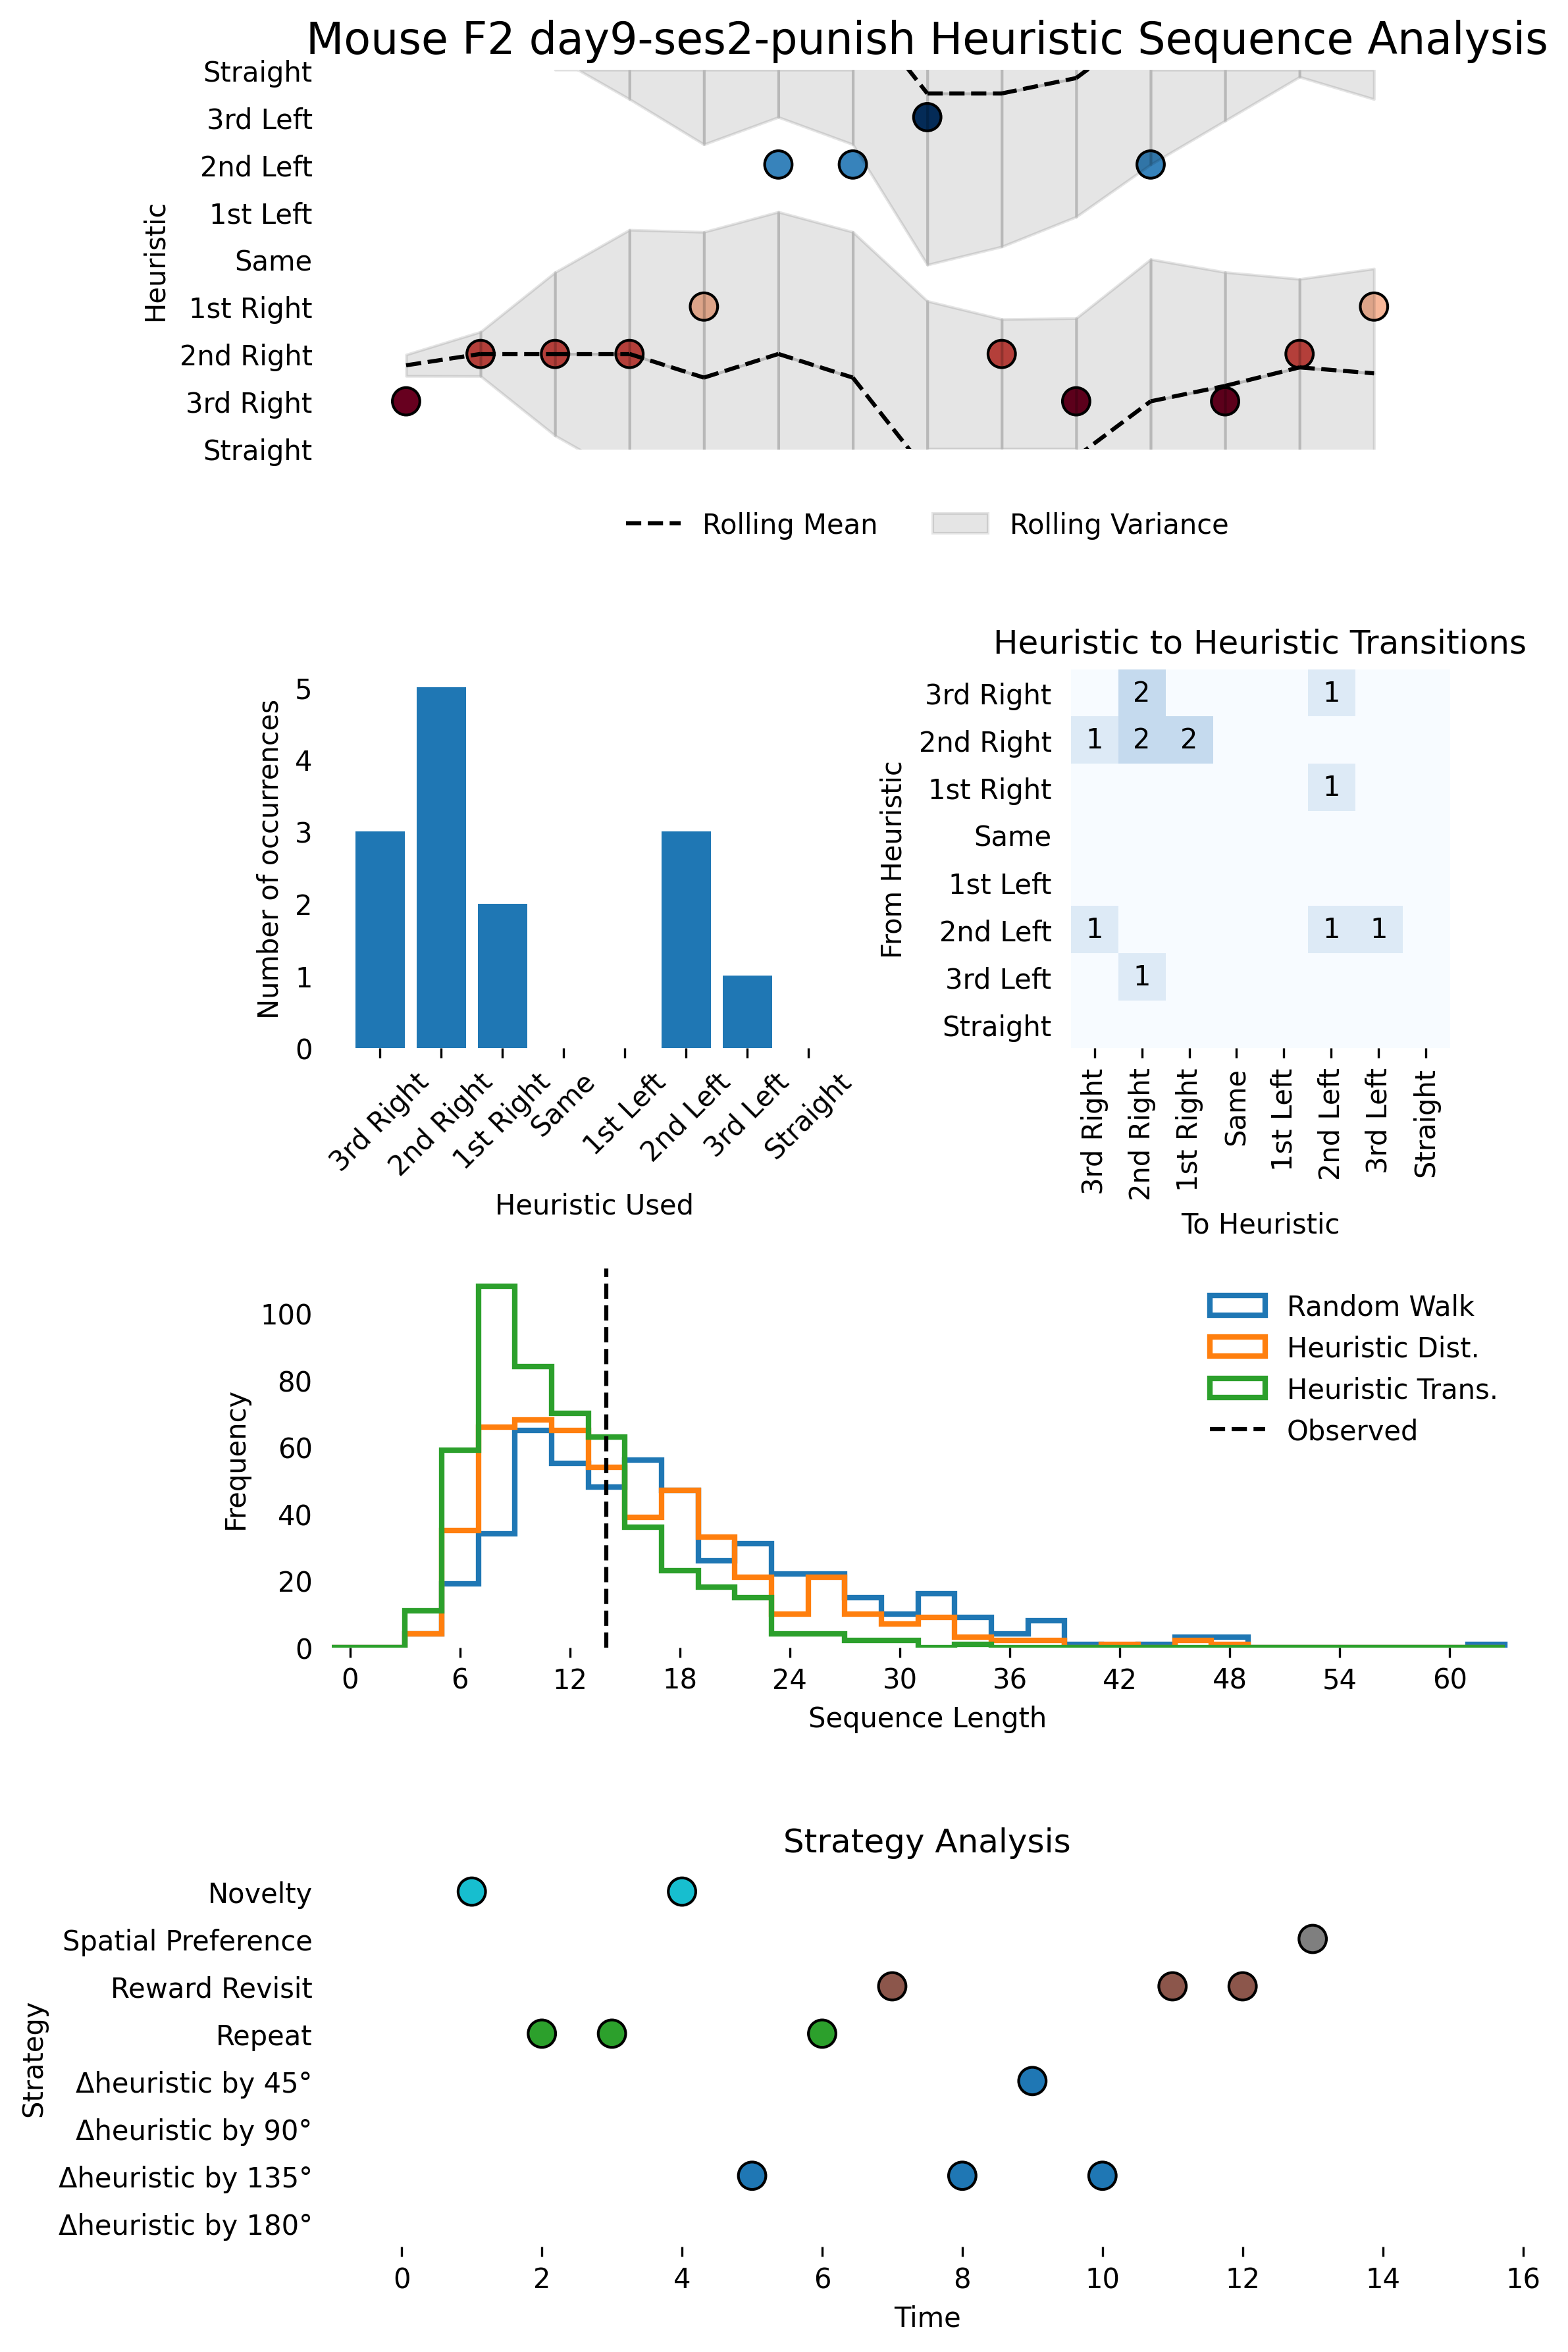 Mouse F2 day9-ses2-punish Heuristic Sequence Analysis
Straight
3rd Left
2nd Left
1st Left
Same
1st Right
2nd Right
3rd Right
Straight
Heuristic
Rolling Mean
Rolling Variance
5
4
3
2
1
0
Number of occurrences
3rd Right
2nd Right
1st Right
Same
1st Left
2nd Left
3rd Left
Straight
Heuristic Used
Heuristic to Heuristic Transitions
3rd Right
2nd Right
1st Right
Same
1st Left
2nd Left
3rd Left
Straight
From Heuristic
2 1
1 2 2
1
1 1 1
1
3rd Right
2nd Right
1st Right
Same
1st Left
2nd Left
3rd Left
Straight
To Heuristic
100
80
60
40
20
0
Frequency
Random Walk
Heuristic Dist.
Heuristic Trans.
Observed
0 6 12 18 24 30 36 42 48 54 60
Sequence Length
Strategy Analysis
Novelty
Spatial Preference
Reward Revisit
Repeat
Δheuristic by 45°
Δheuristic by 90°
Δheuristic by 135°
Δheuristic by 180°
Strategy
0 2 4 6 8 10 12 14 16
Time